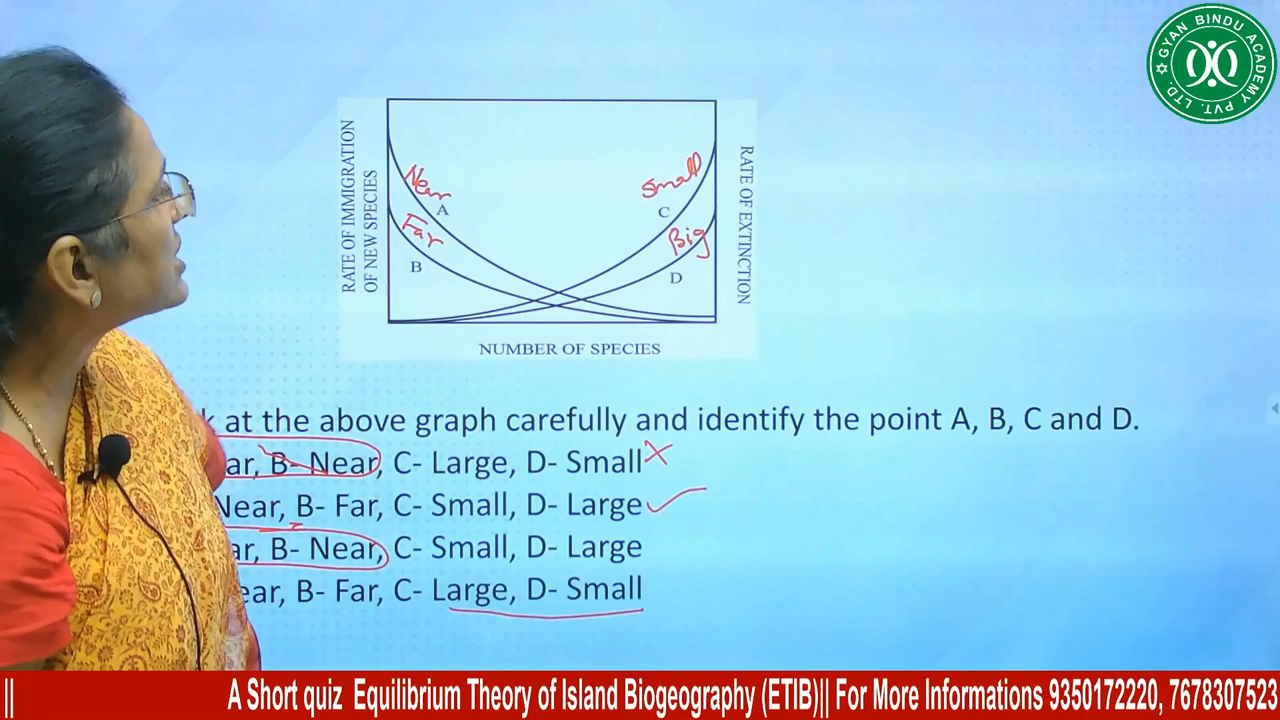 GYAN BINDU ACADEMY PVT. LTD.
RATE OF IMMIGRATION
OF NEW SPECIES
Near
A
Far
B
Small
C
Big
D
RATE OF EXTINCTION
NUMBER OF SPECIES
k at the above graph carefully and identify the point A, B, C and D.
ar, B- Near, C- Large, D- Small
Near, B- Far, C- Small, D- Large
ar, B- Near, C- Small, D- Large
ear, B- Far, C- Large, D- Small
|| A Short quiz Equilibrium Theory of Island Biogeography (ETIB)|| For More Informations 9350172220, 7678307523